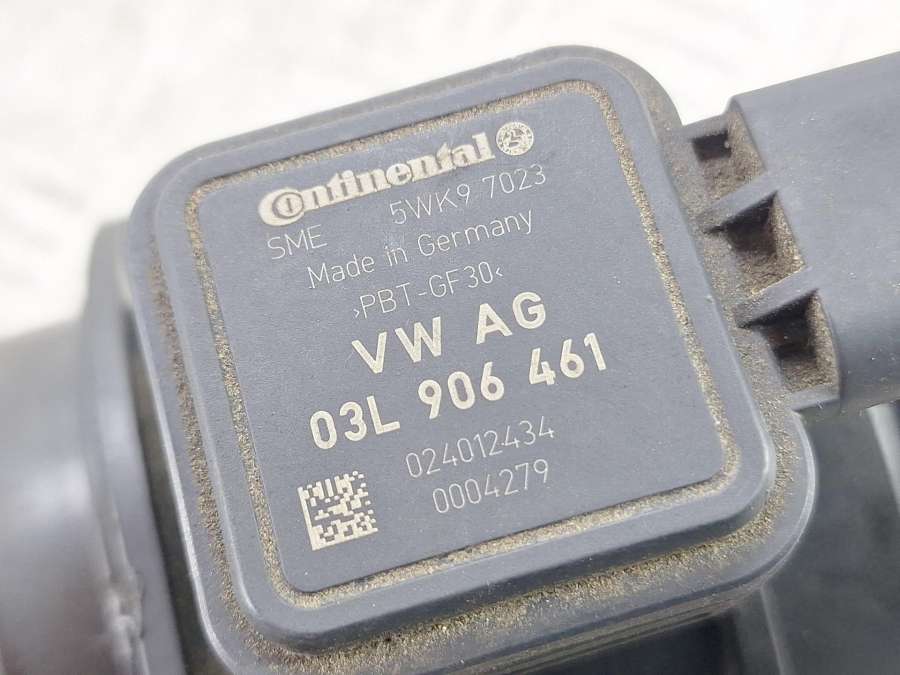 Continental
SME 5WK9 7023
Made in Germany
>PBT-GF30<
VW AG
03L 906 461
024012434
0004279